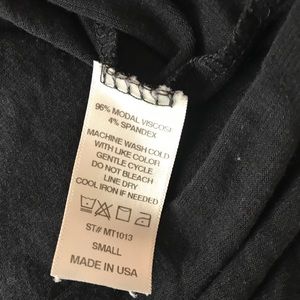 96% MODAL VISCOSE
4% SPANDEX
MACHINE WASH COLD
WITH LIKE COLOR
GENTLE CYCLE
DO NOT BLEACH
LINE DRY
COOL IRON IF NEEDED
ST# MT1013
SMALL
MADE IN USA